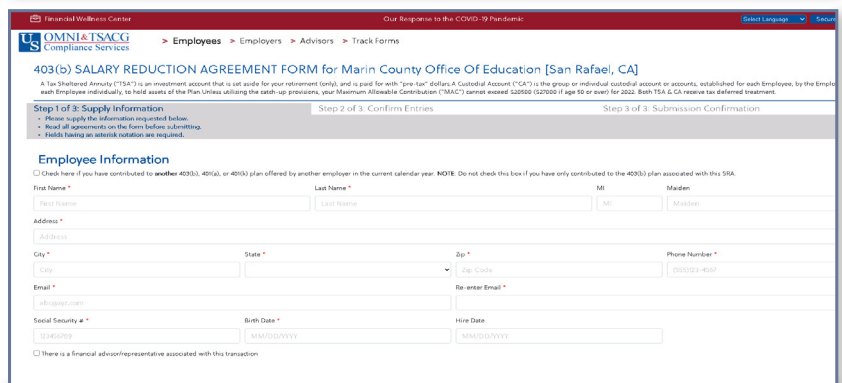 Financial Wellness Center
Our Response to the COVID-19 Pandemic
Select Language
Secure
US OMNI & TSACG
Compliance Services
> Employees > Employers > Advisors > Track Forms
403(b) SALARY REDUCTION AGREEMENT FORM for Marin County Office Of Education [San Rafael, CA]
A Tax Sheltered Annuity ("TSA") is an investment account that is set aside for your retirement (only), and is paid for with "pre-tax" dollars.A Custodial Account ("CA") is the group or individual custodial account or accounts, established for each Employee, by the Emplo
each Employee individually, to hold assets of the Plan Unless utilising the catch-up provisions, your Maximum Allowable Contribution ("MAC") cannot exceed $20500 ($27000 if age 50 or over) for 2022. Both TSA & CA receive tax deferred treatment.
Step 1 of 3: Supply Information
Step 2 of 3: Confirm Entries
Step 3 of 3: Submission Confirmation
• Please supply the information requested below.
• Read all agreements on the form before submitting.
• Fields having an asterisk notation are required.
Employee Information
Check here if you have contributed to another 403(b), 401(a), or 401(k) plan offered by another employer in the current calendar year. NOTE: Do not check this box if you have only contributed to the 403(b) plan associated with this SRA.
First Name *
Last Name *
MI
Maiden
First Name
Last Name
MI
Maiden
Address *
Address
City *
State *
Zip *
Phone Number *
City
Zip Code
Email *
Re-enter Email *
Social Security # *
Birth Date *
Hire Date
123456789
MM/DD/YYYY
MM/DD/YYYY
There is a financial advisor/representative associated with this transaction